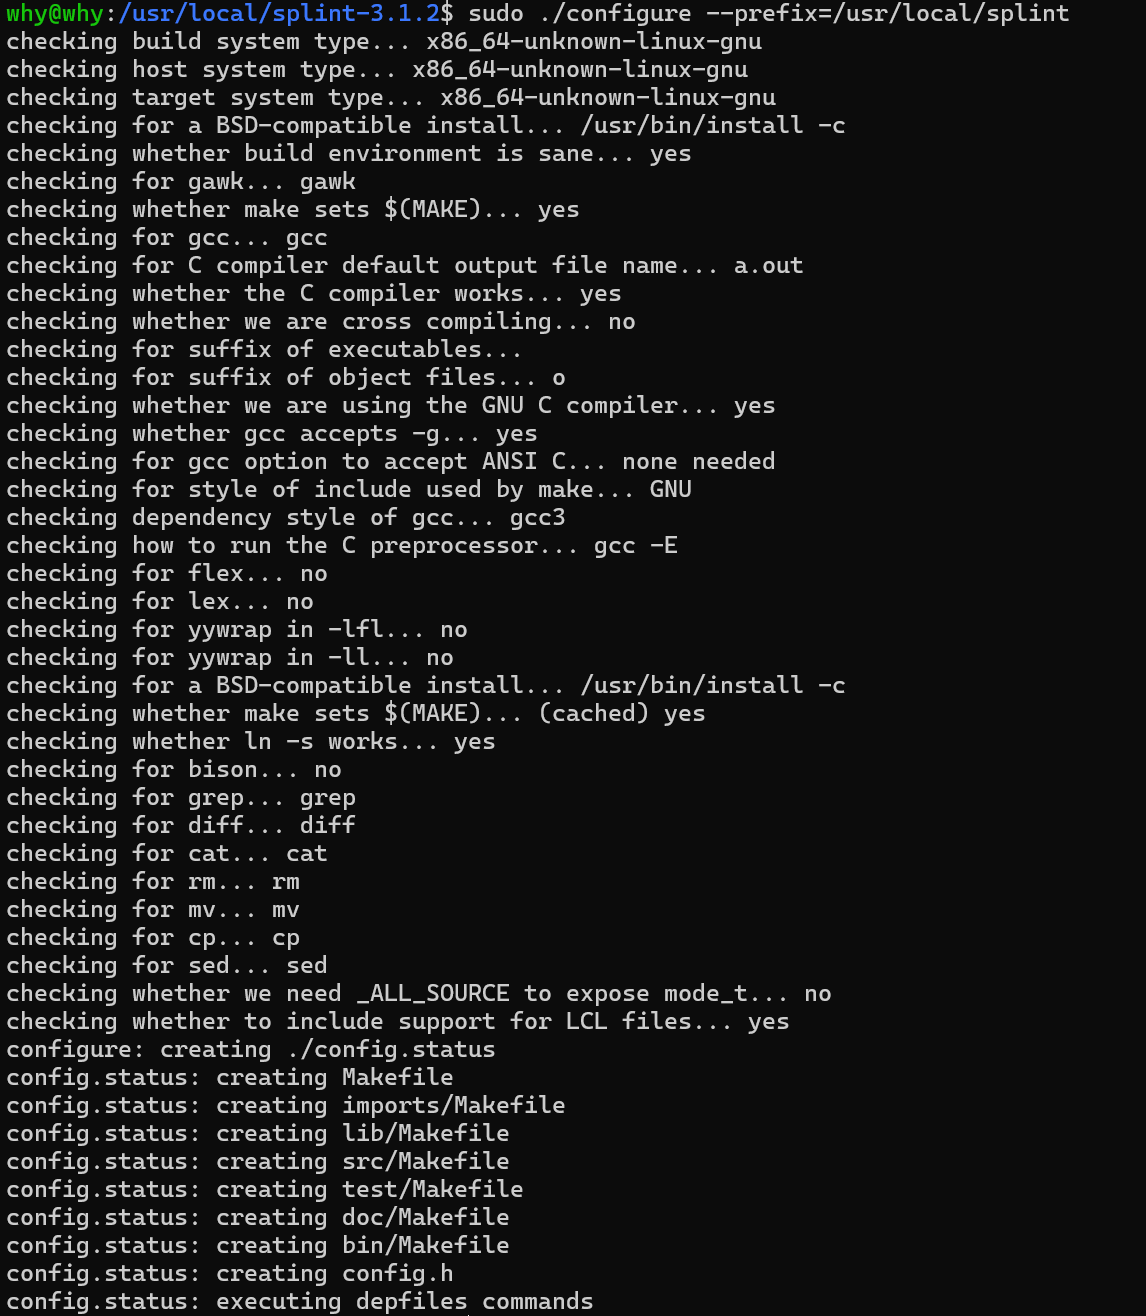 why@why:/usr/local/splint-3.1.2$ sudo ./configure --prefix=/usr/local/splint
checking build system type... x86_64-unknown-linux-gnu
checking host system type... x86_64-unknown-linux-gnu
checking target system type... x86_64-unknown-linux-gnu
checking for a BSD-compatible install... /usr/bin/install -c
checking whether build environment is sane... yes
checking for gawk... gawk
checking whether make sets $(MAKE)... yes
checking for gcc... gcc
checking for C compiler default output file name... a.out
checking whether the C compiler works... yes
checking whether we are cross compiling... no
checking for suffix of executables...
checking for suffix of object files... o
checking whether we are using the GNU C compiler... yes
checking whether gcc accepts -g... yes
checking for gcc option to accept ANSI C... none needed
checking for style of include used by make... GNU
checking dependency style of gcc... gcc3
checking how to run the C preprocessor... gcc -E
checking for flex... no
checking for lex... no
checking for yywrap in -lfl... no
checking for yywrap in -ll... no
checking for a BSD-compatible install... /usr/bin/install -c
checking whether make sets $(MAKE)... (cached) yes
checking whether ln -s works... yes
checking for bison... no
checking for grep... grep
checking for diff... diff
checking for cat... cat
checking for rm... rm
checking for mv... mv
checking for cp... cp
checking for sed... sed
checking whether we need _ALL_SOURCE to expose mode_t... no
checking whether to include support for LCL files... yes
configure: creating ./config.status
config.status: creating Makefile
config.status: creating imports/Makefile
config.status: creating lib/Makefile
config.status: creating src/Makefile
config.status: creating test/Makefile
config.status: creating doc/Makefile
config.status: creating bin/Makefile
config.status: creating config.h
config.status: executing depfiles commands